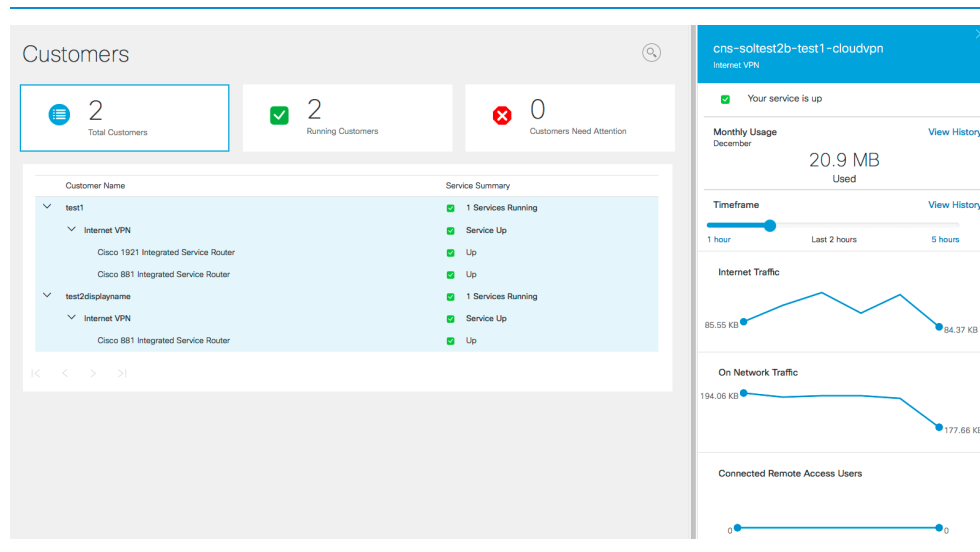 Customers
2
Total Customers
2
Running Customers
0
Customers Need Attention
Customer Name Service Summary
test1 1 Services Running
Internet VPN Service Up
Cisco 1921 Integrated Service Router Up
Cisco 881 Integrated Service Router Up
test2displayname 1 Services Running
Internet VPN Service Up
Cisco 881 Integrated Service Router Up
cns-soltest2b-test1-cloudvpn
Internet VPN
Your service is up
Monthly Usage View History
December
20.9 MB
Used
Timeframe View History
1 hour Last 2 hours 5 hours
Internet Traffic
85.55 KB 84.37 KB
On Network Traffic
194.06 KB 177.66 KB
Connected Remote Access Users
0 0